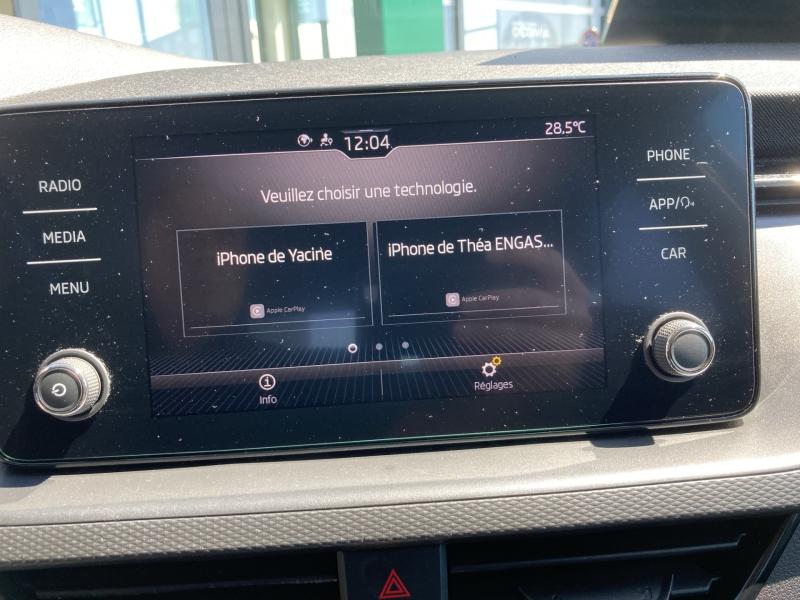 12:04
28,5°C
RADIO
MEDIA
MENU
Veuillez choisir une technologie.
iPhone de Yacine
Apple CarPlay
iPhone de Théa ENGAS...
Apple CarPlay
Info
Réglages
PHONE
APP/
CAR